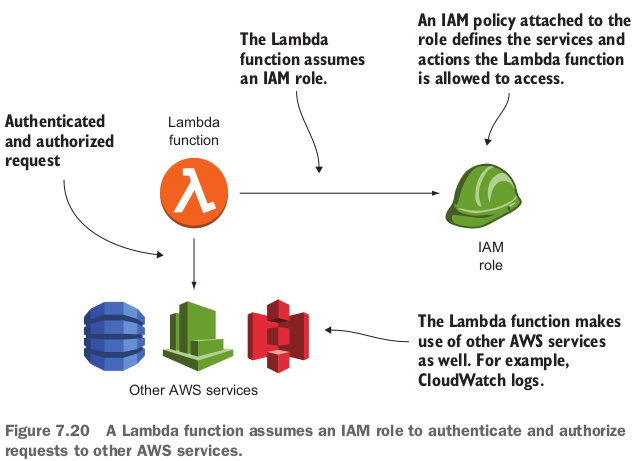 The Lambda
function assumes
an IAM role.
An IAM policy attached to the
role defines the services and
actions the Lambda function
is allowed to access.
Authenticated
and authorized
request
Lambda
function
λ
IAM
role
Other AWS services
The Lambda function makes
use of other AWS services
as well. For example,
CloudWatch logs.
Figure 7.20 A Lambda function assumes an IAM role to authenticate and authorize
requests to other AWS services.